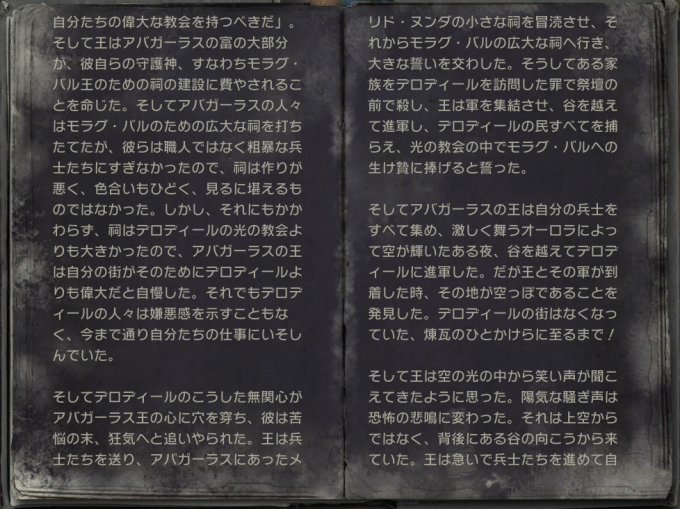 自分たちの偉大な教会を持つべきだ」。
そして王はアバガーラスの富の大部分
が、彼自らの守護神、すなわちモラグ・
バル王のための祠の建設に費やされるこ
とを命じた。そしてアバガーラスの人々
はモラグ・バルのための広大な祠を打ち
たてたが、彼らは職人ではなく粗暴な兵
士たちにすぎなかったので、祠は作りが
悪く、色合いもひどく、見るに堪えるも
のではなかった。しかし、それにもかか
わらず、祠はデロディールの光の教会よ
りも大きかったので、アバガーラスの王
は自分の街がそのためにデロディールよ
りも偉大だと自慢した。それでもデロデ
ィールの人々は嫌悪感を示すこともな
く、今まで通り自分たちの仕事にいそし
んでいた。
そしてデロディールのこうした無関心が
アバガーラス王の心に穴を穿ち、彼は苦
悩の末、狂気へと追いやられた。王は兵
士たちを送り、アバガーラスにあったメ
リド・ヌンダの小さな祠を冒涜させ、そ
れからモラグ・バルの広大な祠へ行き、
大きな誓いを交わした。そうしてある家
族をデロディールを訪問した罪で祭壇の
前で殺し、王は軍を集結させ、谷を越え
て進軍し、デロディールの民すべてを捕
らえ、光の教会の中でモラグ・バルへの
生け贄に捧げると誓った。
そしてアバガーラスの王は自分の兵士を
すべて集め、激しく舞うオーロラによっ
て空が輝いたある夜、谷を越えてデロデ
ィールに進軍した。だが王とその軍が到
着した時、その地が空っぽであることを
発見した。デロディールの街はなくなっ
ていた、煉瓦のひとかけらに至るまで！
そして王は空の光の中から笑い声が聞こ
えてきたように思った。陽気な騒ぎ声は
恐怖の悲鳴に変わった。それは上空から
ではなく、背後にある谷の向こうから来
ていた。王は急いで兵士たちを進めて自